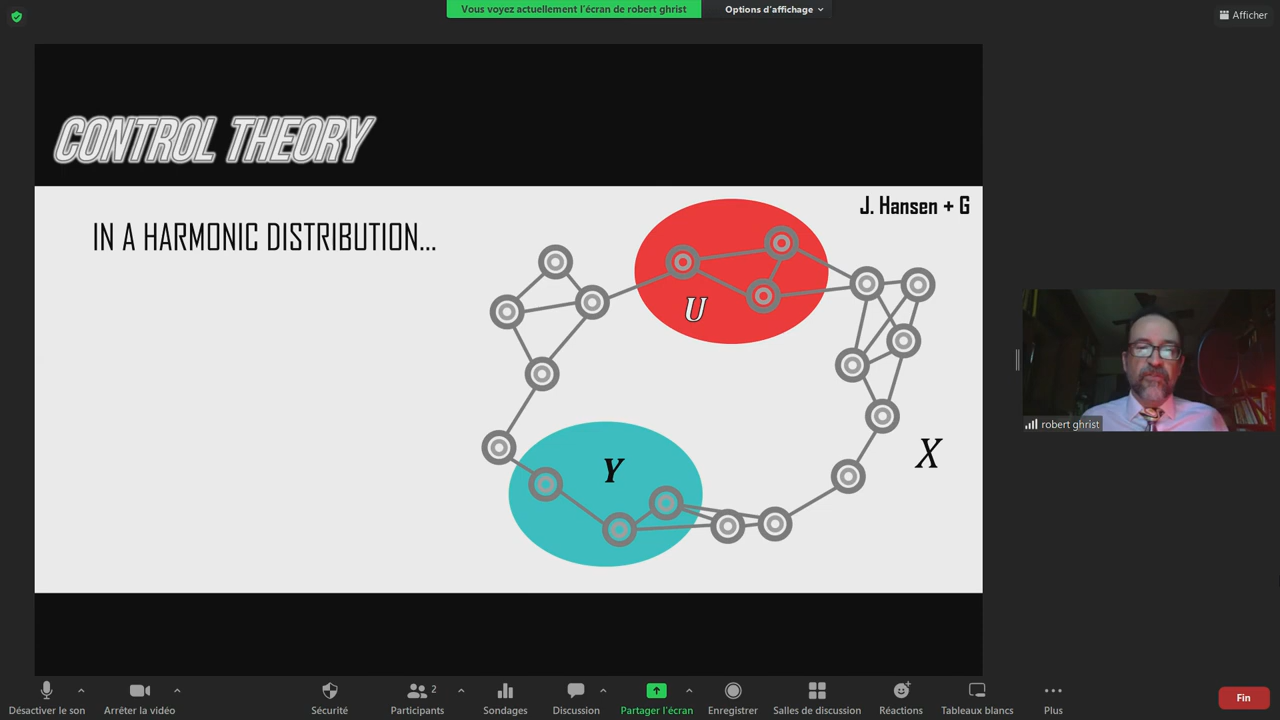 Vous voyez actuellement l'écran de robert ghrist
Options d'affichage
Afficher
CONTROL THEORY
J. Hansen + G
IN A HARMONIC DISTRIBUTION...
U
Y
X
robert ghrist
2
Désactiver le son
Arrêter la vidéo
Sécurité
Participants
Sondages
Discussion
Partager l'écran
Enregistrer
Salles de discussion
Réactions
Tableaux blancs
Plus
Fin